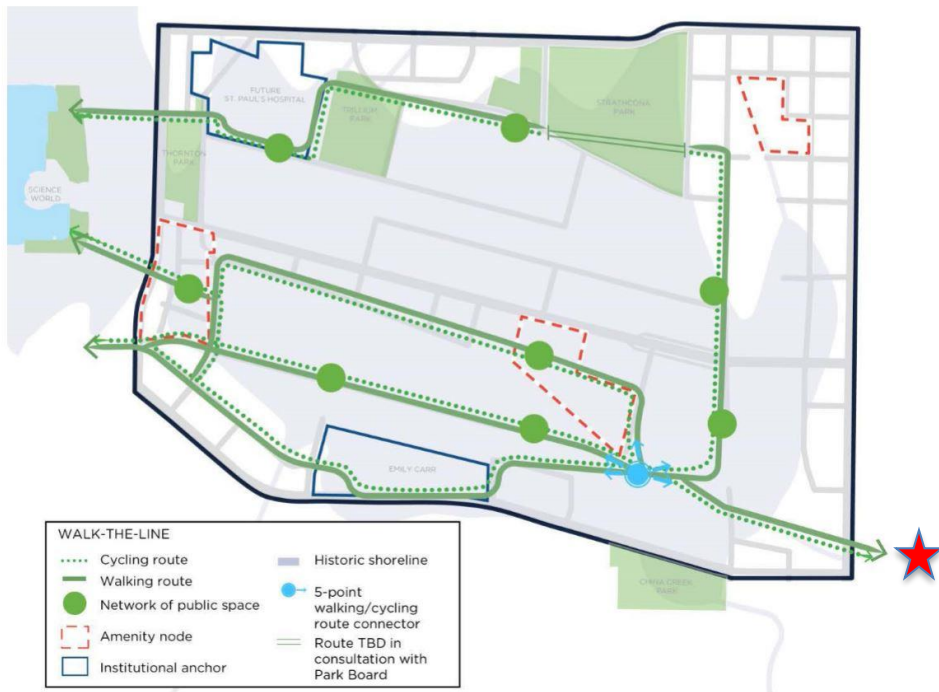 FUTURE
ST. PAUL'S HOSPITAL
TRILLIUM
PARK
STRATHCONA
PARK
THORNTON
PARK
SCIENCE
WORLD
EMILY CARR
CHINA CREEK
PARK
WALK-THE-LINE
Cycling route
Walking route
Network of public space
Amenity node
Institutional anchor
Historic shoreline
5-point
walking/cycling
route connector
Route TBD in
consultation with
Park Board